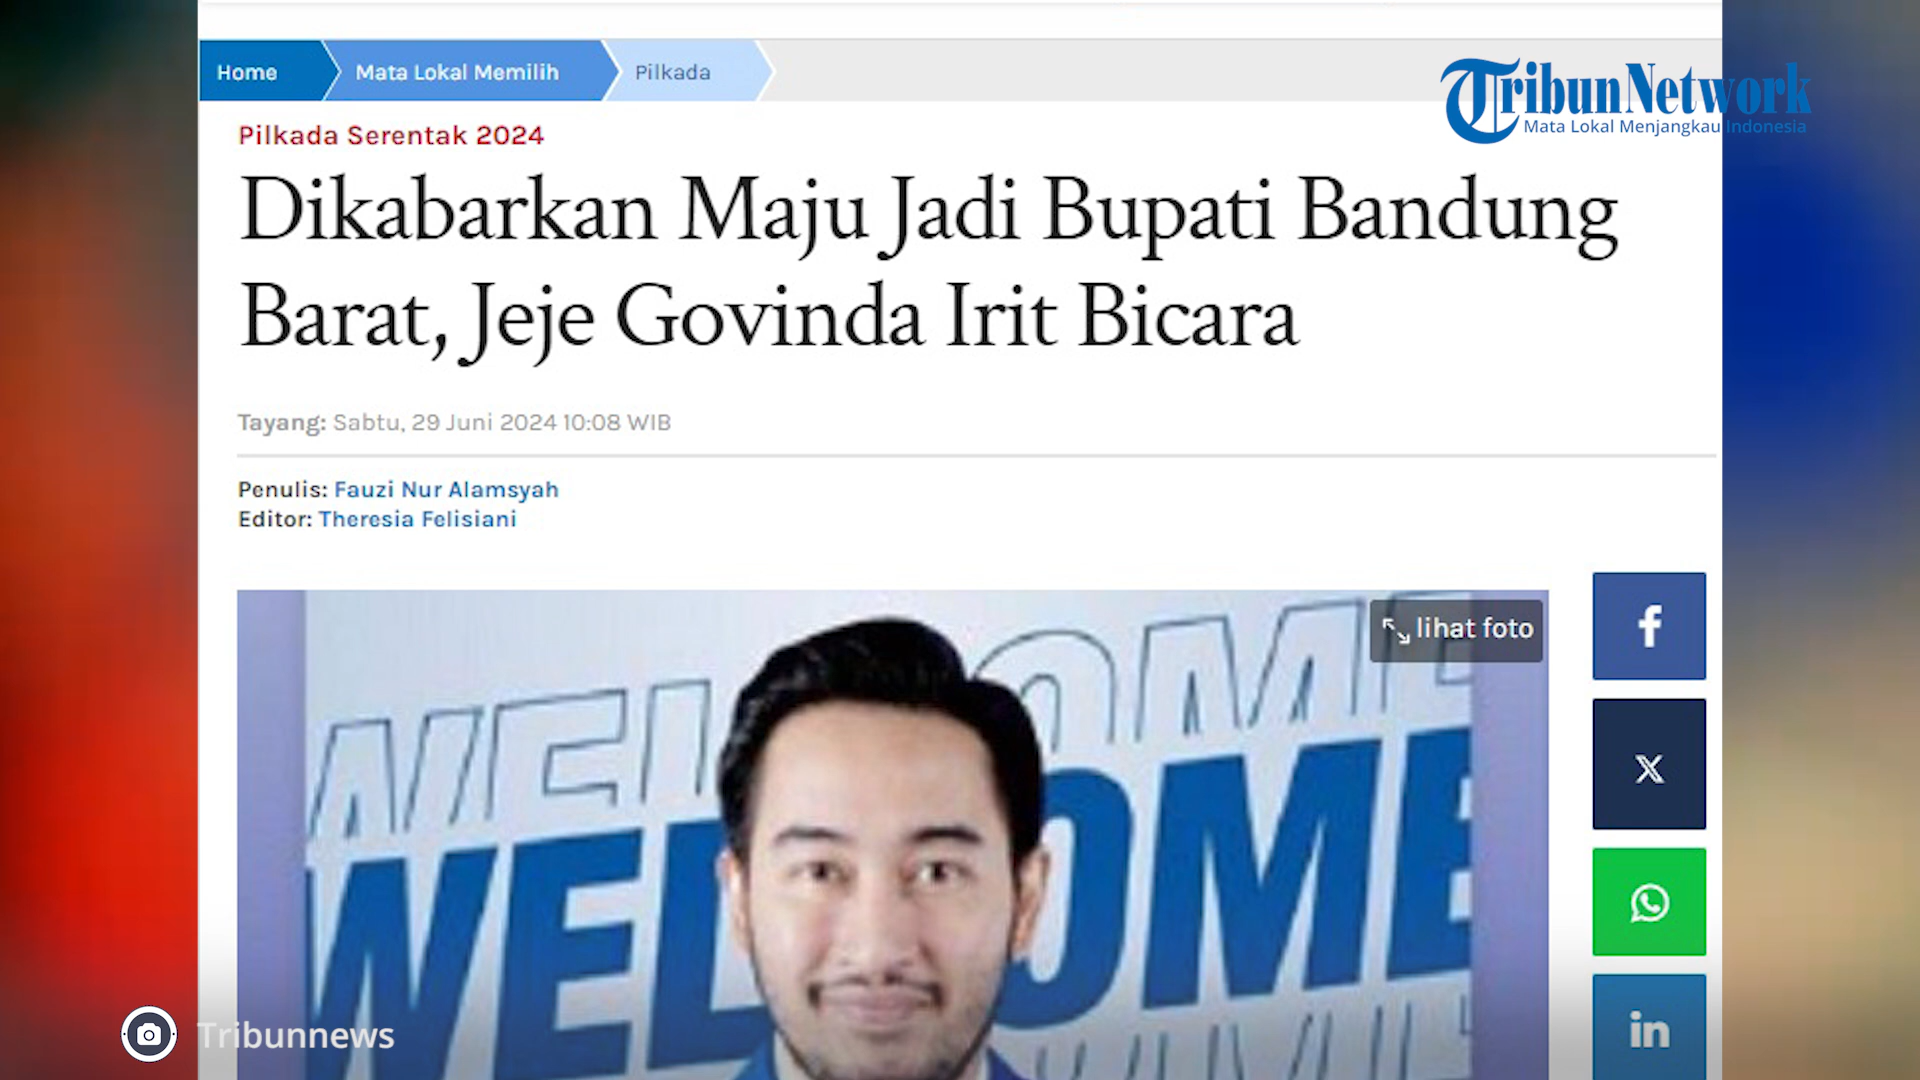 Home
Mata Lokal Memilih
Pilkada
TribunNetwork
Mata Lokal Menjangkau Indonesia
Pilkada Serentak 2024
Dikabarkan Maju Jadi Bupati Bandung
Barat, Jeje Govinda Irit Bicara
Tayang: Sabtu, 29 Juni 2024 10:08 WIB
Penulis: Fauzi Nur Alamsyah
Editor: Theresia Felisiani
lihat foto
WELCOME
WELCOME
f
X
in
Tribunnews